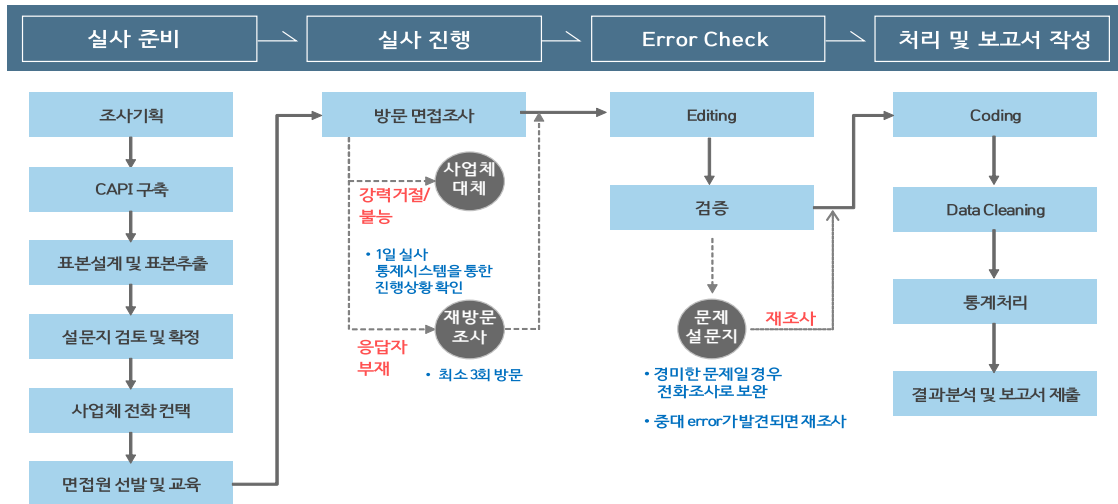 실사 준비
실사 진행
Error Check
처리 및 보고서 작성
조사기획
CAPI 구축
표본설계 및 표본추출
설문지 검토 및 확정
사업체 전화 컨택
면접원 선발 및 교육
방문 면접조사
사업체
대체
강력거절/
불능
• 1일 실사
통제시스템을 통한
진행상황 확인
재방문
조사
응답자
부재
• 최소 3회 방문
Editing
검증
문제
설문지
재조사
• 경미한 문제일 경우
전화조사로 보완
• 중대 error가 발견되면 재조사
Coding
Data Cleaning
통계처리
결과분석 및 보고서 제출